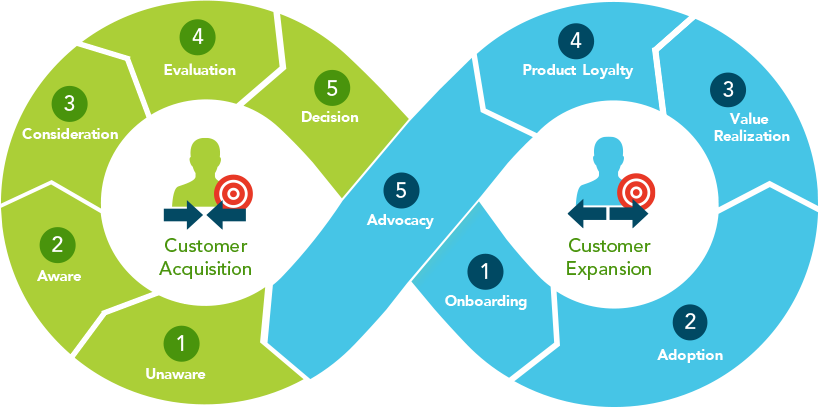 1
Unaware
2
Aware
3
Consideration
4
Evaluation
5
Decision
Customer
Acquisition
1
Onboarding
2
Adoption
3
Value
Realization
4
Product Loyalty
5
Advocacy
Customer
Expansion